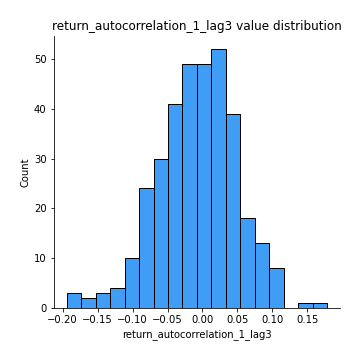 return_autocorrelation_1_lag3 value distribution
Count
50
40
30
20
10
0
−0.20 −0.15 −0.10 −0.05 0.00 0.05 0.10 0.15
return_autocorrelation_1_lag3